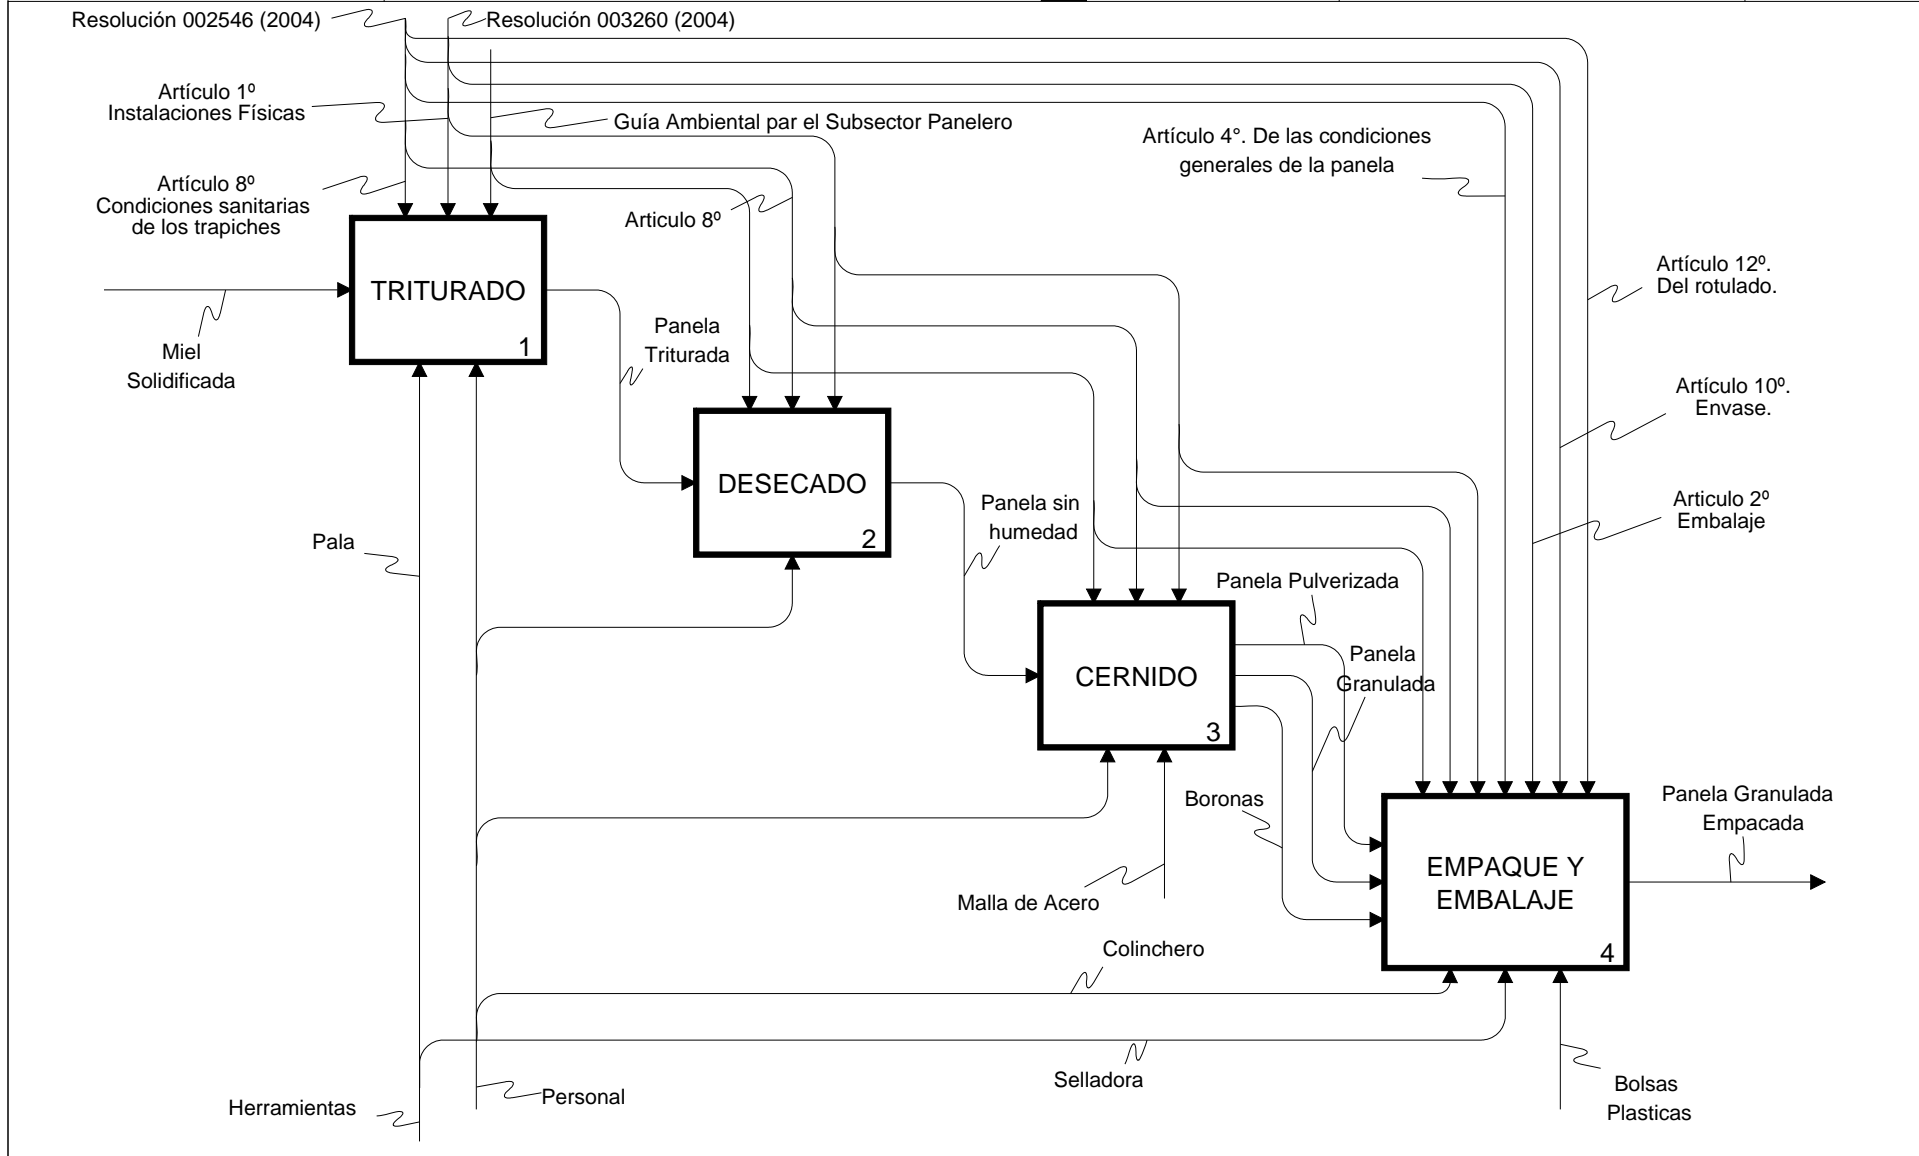 Resolución 002546 (2004)
Resolución 003260 (2004)
Artículo 1º
Instalaciones Físicas
Guía Ambiental par el Subsector Panelero
Artículo 4°. De las condiciones
generales de la panela
Artículo 8º
Condiciones sanitarias
de los trapiches
Articulo 8º
TRITURADO
1
Artículo 12º.
Del rotulado.
Miel
Solidificada
Panela
Triturada
Artículo 10º.
Envase.
DESECADO
2
Panela sin
humedad
Articulo 2º
Embalaje
Pala
Panela Pulverizada
Panela
Granulada
CERNIDO
3
Boronas
Panela Granulada
Empacada
EMPAQUE Y
EMBALAJE
4
Malla de Acero
Colinchero
Selladora
Bolsas
Plasticas
Herramientas
Personal